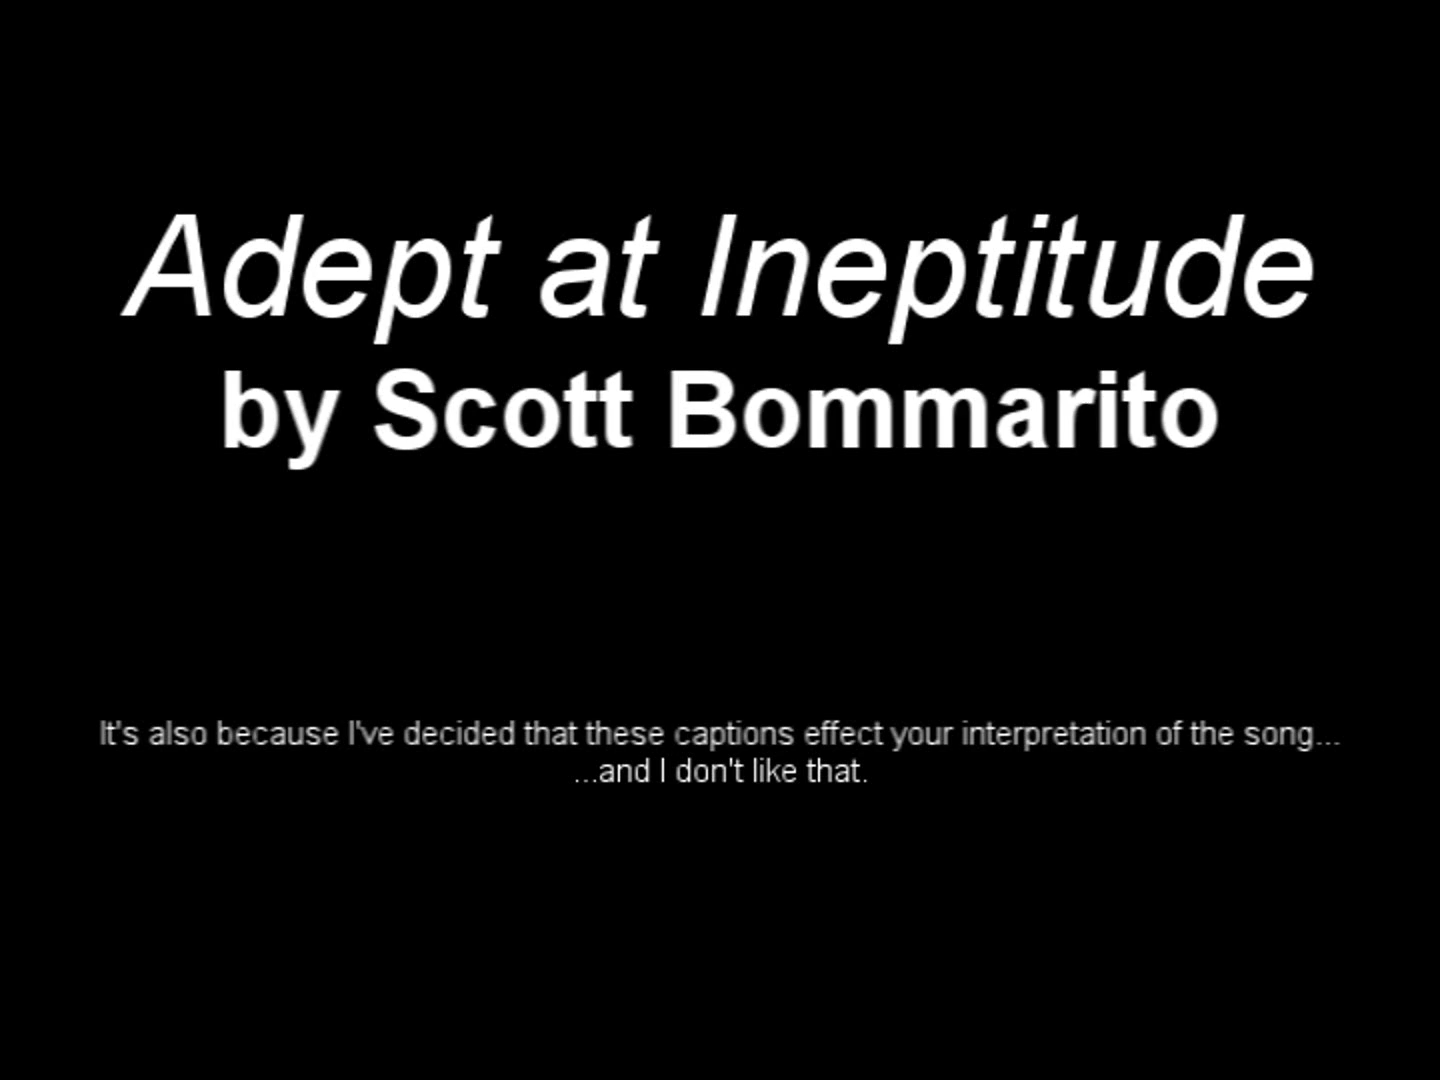 Adept at Ineptitude
by Scott Bommarito
It's also because I've decided that these captions effect your interpretation of the song...
...and I don't like that.